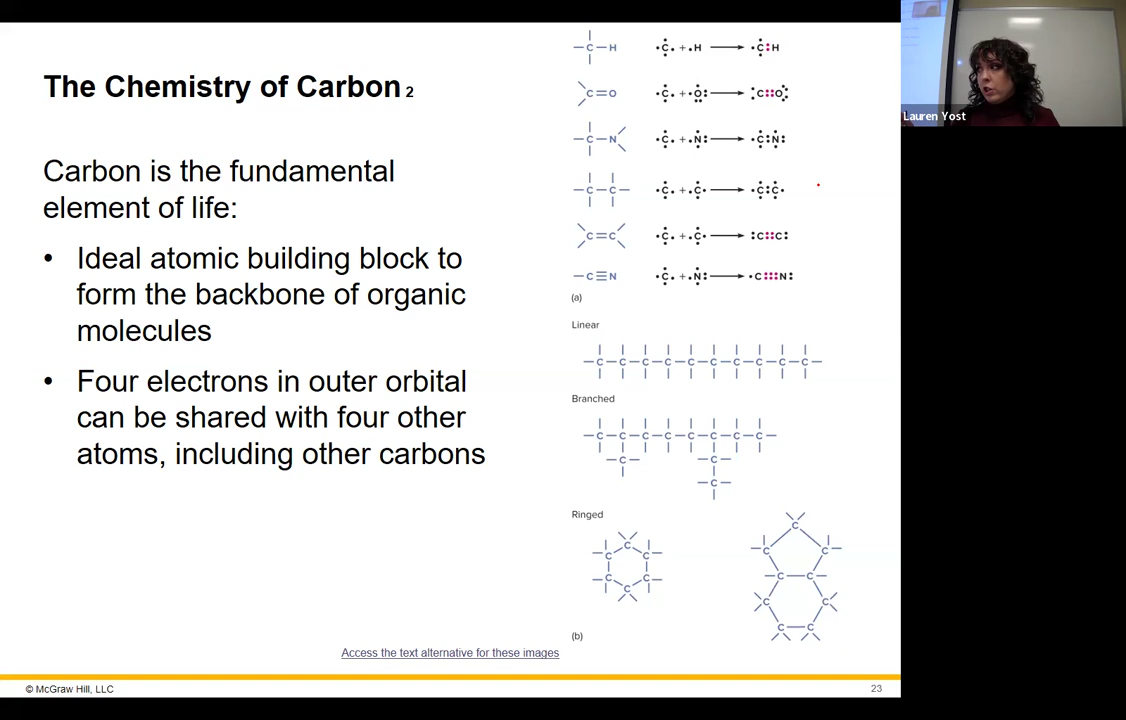 The Chemistry of Carbon 2
Carbon is the fundamental
element of life:
• Ideal atomic building block to
form the backbone of organic
molecules
• Four electrons in outer orbital
can be shared with four other
atoms, including other carbons
C H C + H C H
C O C + O C O
C N C + N C N
C C C + C C C
C C C + C C C
C N C + N C N
(a)
Linear
C C C C C C C C C C
Branched
C C C C C C C C
C C
C
Ringed
C
C C
C C
C
C
C C
C C
C C
C C
(b)
Access the text alternative for these images
© McGraw Hill, LLC
23
Lauren Yost